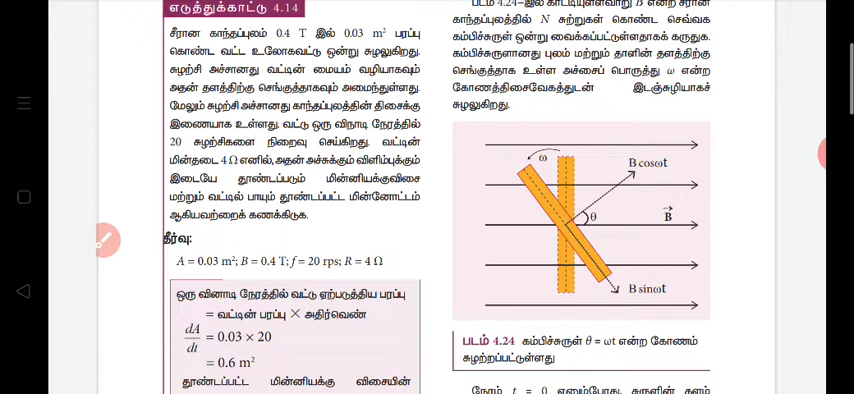 எடுத்துக்காட்டு 4.14
சீரான காந்தப்புலம் 0.4 T இல் 0.03 m² பரப்பு
கொண்ட வட்ட உலோகவட்டு ஒன்று சுழலுகிறது.
சுழற்சி அச்சானது வட்டின் மையம் வழியாகவும்
அதன் தளத்திற்கு செங்குத்தாகவும் அமைந்துள்ளது.
மேலும் சுழற்சி அச்சானது காந்தப்புலத்தின் திசைக்கு
இணையாக உள்ளது. வட்டு ஒரு வினாடி நேரத்தில்
20 சுழற்சிகளை நிறைவு செய்கிறது. வட்டின்
மின்தடை 4 Ω எனில், அதன் அச்சுக்கும் விளிம்புக்கும்
இடையே தூண்டப்படும் மின்னியக்குவிசை
மற்றும் வட்டில் பாயும் தூண்டப்பட்ட மின்னோட்டம்
ஆகியவற்றைக் கணக்கிடுக.
தீர்வு:
A = 0.03 m²; B = 0.4 T; f = 20 rps; R = 4 Ω
ஒரு வினாடி நேரத்தில் வட்டு ஏற்படுத்திய பரப்பு
= வட்டின் பரப்பு × அதிர்வெண்
dA/dt = 0.03 × 20
= 0.6 m²
தூண்டப்பட்ட மின்னியக்கு விசையின்
படம் 4.24-இல் காட்டியுள்ளவாறு B என்ற சீரான
காந்தப்புலத்தில் N சுற்றுகள் கொண்ட செவ்வக
கம்பிச்சுருள் ஒன்று வைக்கப்பட்டுள்ளதாகக் கருதுக.
கம்பிச்சுருளானது புலம் மற்றும் தாளின் தளத்திற்கு
செங்குத்தாக உள்ள அச்சைப் பொருத்து ω என்ற
கோணத்திசைவேகத்துடன் இடஞ்சுழியாகச்
சுழலுகிறது.
ω
B cosωt
θ
B
B sinωt
படம் 4.24 கம்பிச்சுருள் θ = ωt என்ற கோணம்
சுழற்றப்பட்டுள்ளது
நேரம் t = 0 எனும்போது, சுருளின் தளம்